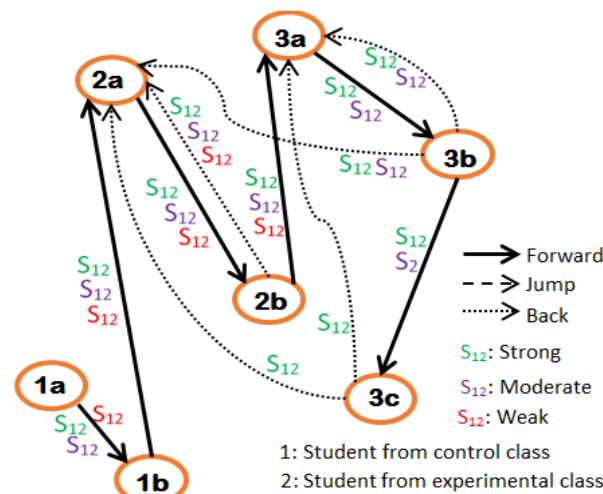 3a
S12
S12
2a
S12
S12
S12
S12
S12
3b
S12 S12
S12
S12
S12
S12
S12
S12
S12
S2
Forward
Jump
Back
2b
S12
S12
S12
S12
S12
S12: Strong
1a
S12
S12
S12
3c
S12: Moderate
S12: Weak
1b
1: Student from control class
2: Student from experimental class